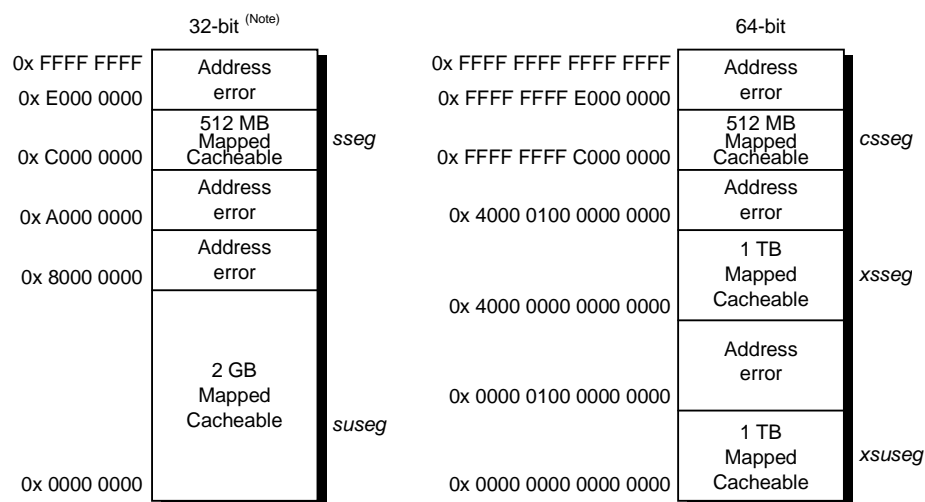 32-bit (Note)
0x FFFF FFFF
Address
error
0x E000 0000
512 MB
Mapped
Cacheable
sseg
0x C000 0000
Address
error
0x A000 0000
Address
error
0x 8000 0000
2 GB
Mapped
Cacheable
suseg
0x 0000 0000
64-bit
0x FFFF FFFF FFFF FFFF
Address
error
0x FFFF FFFF E000 0000
512 MB
Mapped
Cacheable
csseg
0x FFFF FFFF C000 0000
Address
error
0x 4000 0100 0000 0000
1 TB
Mapped
Cacheable
xsseg
0x 4000 0000 0000 0000
Address
error
0x 0000 0100 0000 0000
1 TB
Mapped
Cacheable
xsuseg
0x 0000 0000 0000 0000